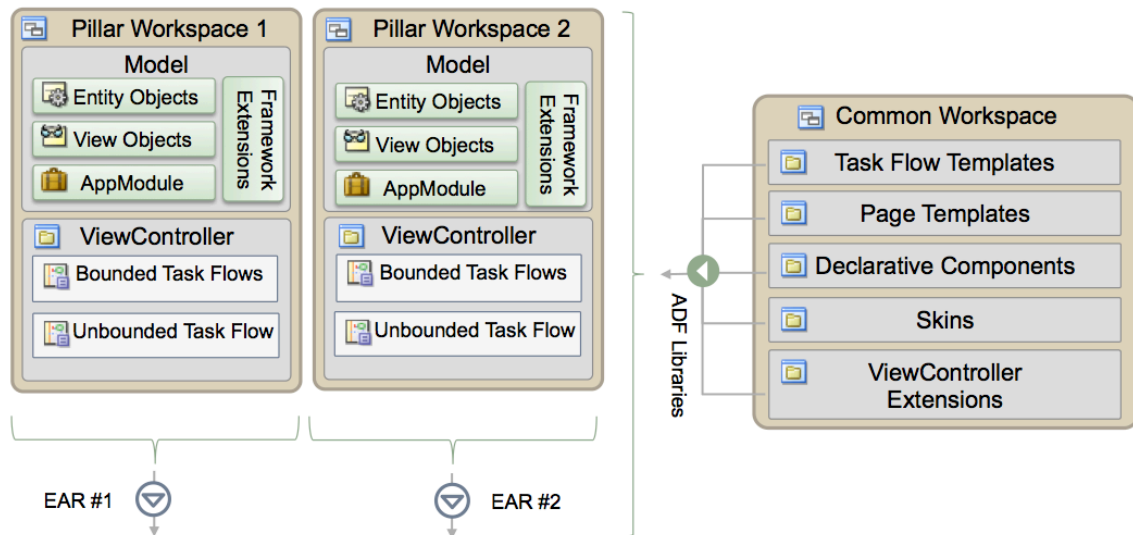 Pillar Workspace 1
Model
Entity Objects
View Objects
AppModule
Framework
Extensions
ViewController
Bounded Task Flows
Unbounded Task Flow
EAR #1
Pillar Workspace 2
Model
Entity Objects
View Objects
AppModule
Framework
Extensions
ViewController
Bounded Task Flows
Unbounded Task Flow
EAR #2
ADF Libraries
Common Workspace
Task Flow Templates
Page Templates
Declarative Components
Skins
ViewController
Extensions